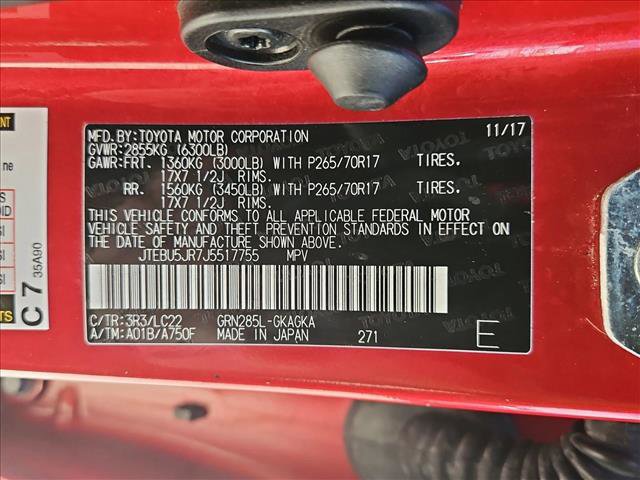 MFD.BY:TOYOTA MOTOR CORPORATION 11/17
GVWR:2855KG (6300LB)
GAWR:FRT. 1360KG (3000LB) WITH P265/70R17 TIRES.
17X7 1/2J RIMS.
RR. 1560KG (3450LB) WITH P265/70R17 TIRES.
17X7 1/2J RIMS.
THIS VEHICLE CONFORMS TO ALL APPLICABLE FEDERAL MOTOR
VEHICLE SAFETY AND THEFT PREVENTION STANDARDS IN EFFECT ON
THE DATE OF MANUFACTURE SHOWN ABOVE.
JTEBU5JR7J5517755 MPV
C/TR:3R3/LC22 GRN285L-GKAGKA
A/TM:A01B/A750F MADE IN JAPAN 271 E
C 7 35A90
ne